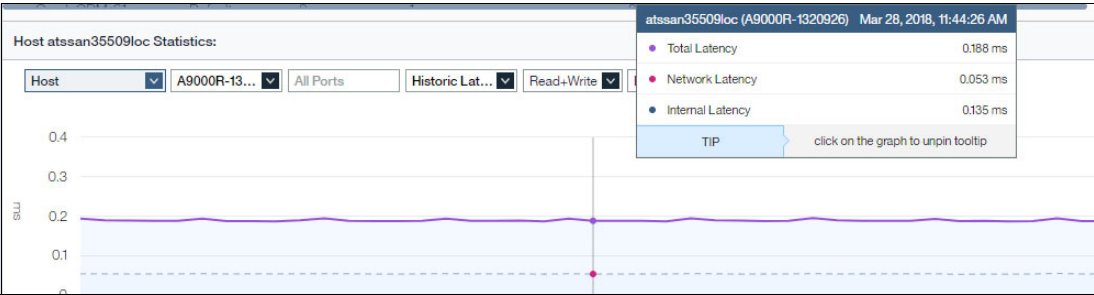 Host atssan35509loc Statistics:
Host A9000R-13... All Ports Historic Lat... Read+Write
atssan35509loc (A9000R-1320926) Mar 28, 2018, 11:44:26 AM
Total Latency 0.188 ms
Network Latency 0.053 ms
Internal Latency 0.135 ms
TIP click on the graph to unpin tooltip
0.4
0.3
ms
0.2
0.1
0